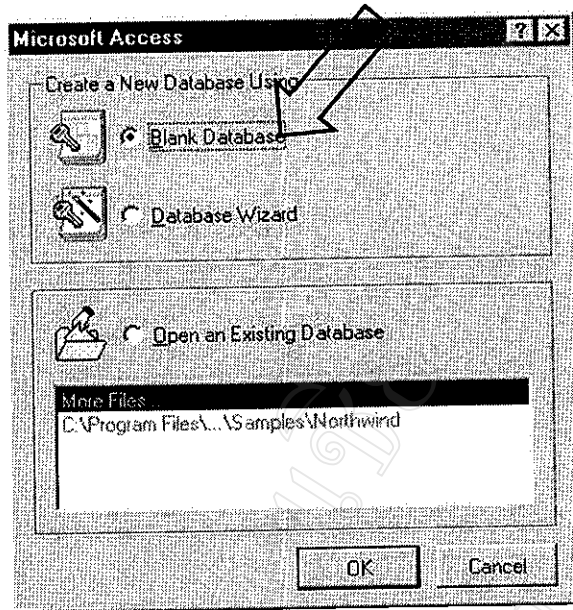 Microsoft Access
? X
Create a New Database Using
Blank Database
Database Wizard
Open an Existing Database
More Files...
C:\Program Files\...\Samples\Northwind
OK Cancel